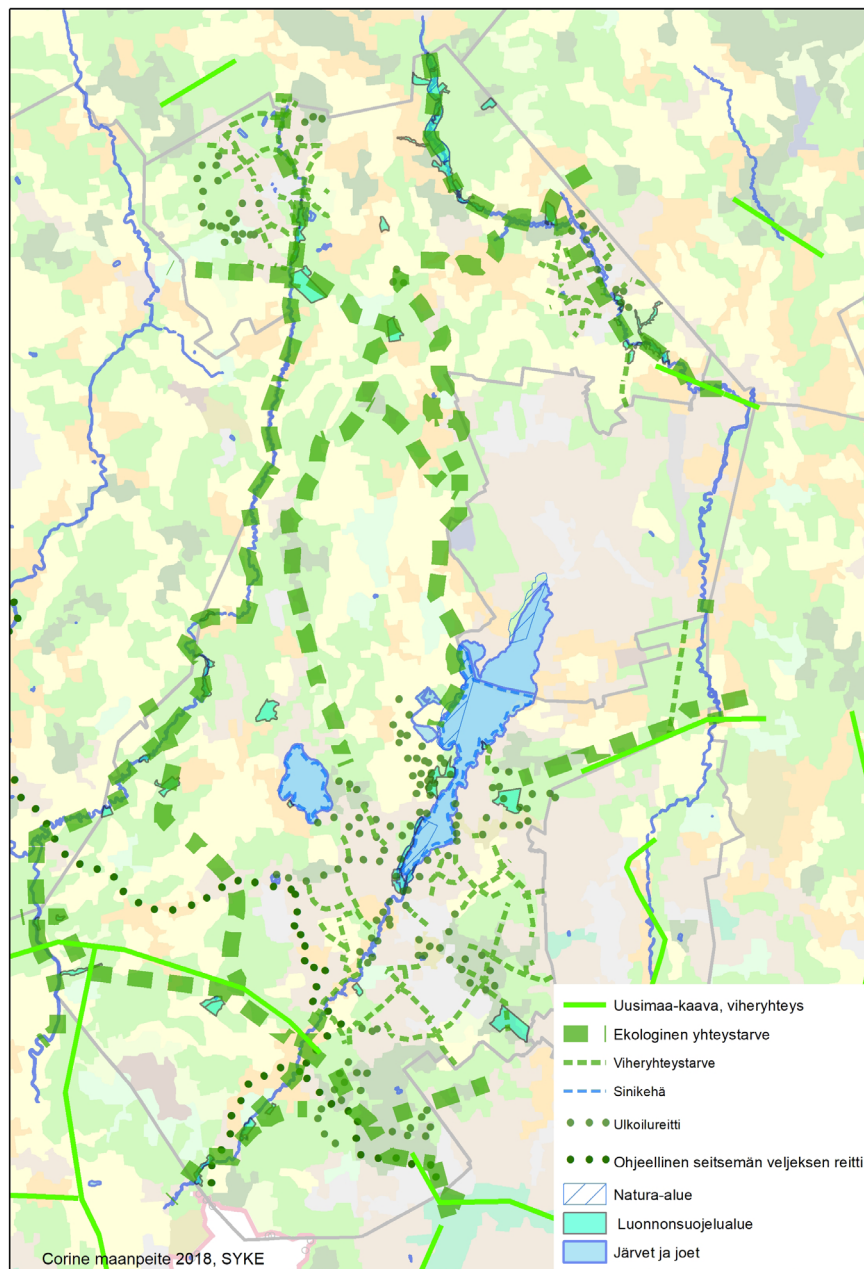 Uusimaa-kaava, viheryhteys
Ekologinen yhteystarve
Viheryhteystarve
Sinikehä
Ulkoilureitti
Ohjeellinen seitsemän veljeksen reitti
Natura-alue
Luonnonsuojelualue
Järvet ja joet
Corine maanpeite 2018, SYKE